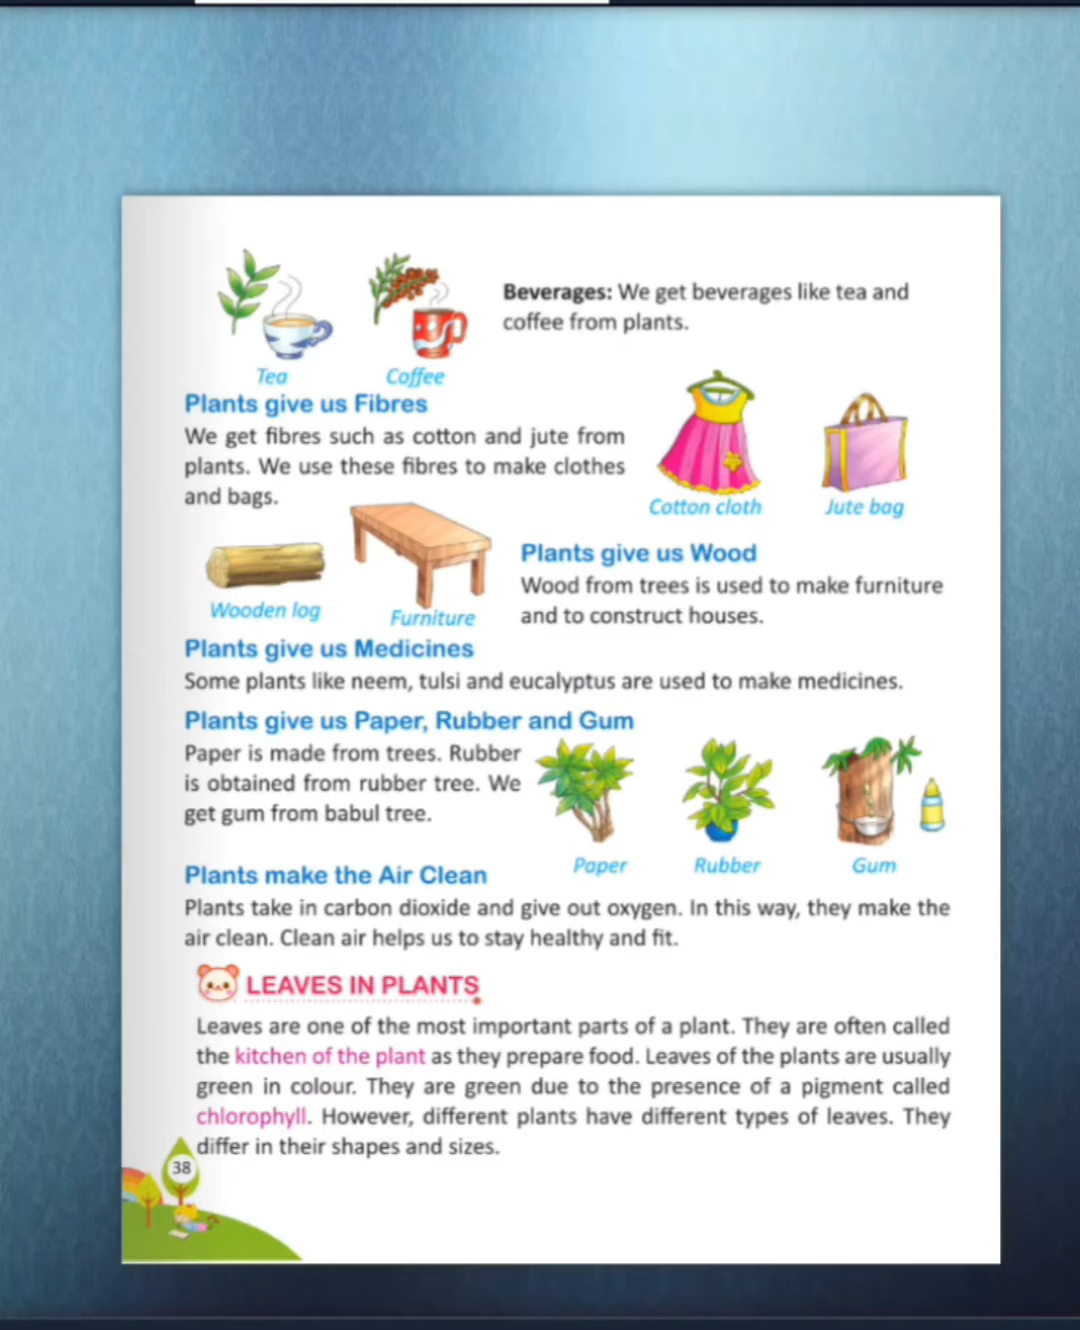 Beverages: We get beverages like tea and
coffee from plants.
Tea
Coffee
Plants give us Fibres
We get fibres such as cotton and jute from
plants. We use these fibres to make clothes
and bags.
Cotton cloth
Jute bag
Wooden log
Furniture
Plants give us Wood
Wood from trees is used to make furniture
and to construct houses.
Plants give us Medicines
Some plants like neem, tulsi and eucalyptus are used to make medicines.
Plants give us Paper, Rubber and Gum
Paper is made from trees. Rubber
is obtained from rubber tree. We
get gum from babul tree.
Paper
Rubber
Gum
Plants make the Air Clean
Plants take in carbon dioxide and give out oxygen. In this way, they make the
air clean. Clean air helps us to stay healthy and fit.
LEAVES IN PLANTS
Leaves are one of the most important parts of a plant. They are often called
the kitchen of the plant as they prepare food. Leaves of the plants are usually
green in colour. They are green due to the presence of a pigment called
chlorophyll. However, different plants have different types of leaves. They
differ in their shapes and sizes.
38